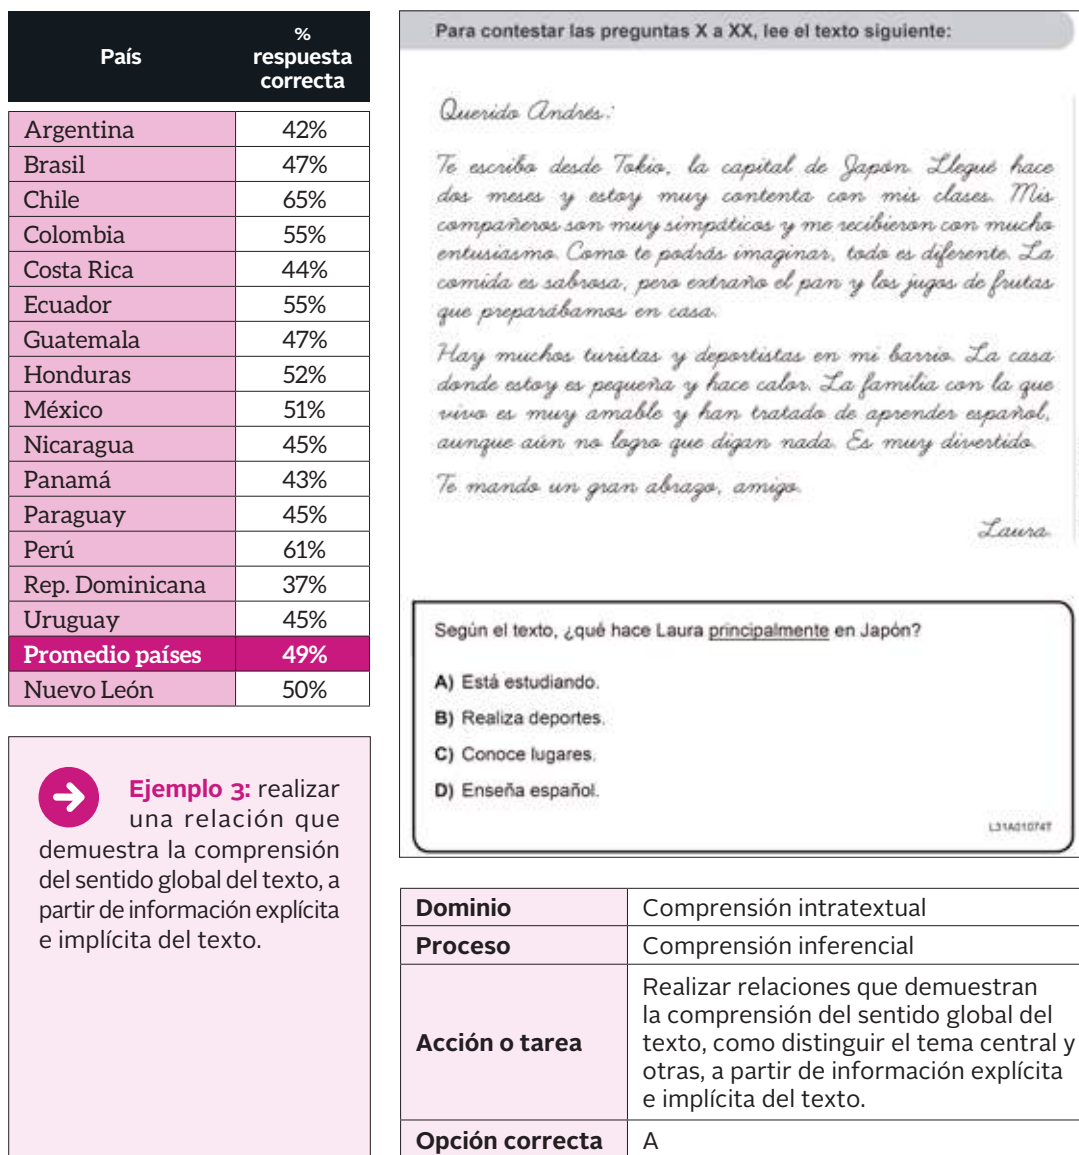 País
%
respuesta
correcta
Argentina 42%
Brasil 47%
Chile 65%
Colombia 55%
Costa Rica 44%
Ecuador 55%
Guatemala 47%
Honduras 52%
México 51%
Nicaragua 45%
Panamá 43%
Paraguay 45%
Perú 61%
Rep. Dominicana 37%
Uruguay 45%
Promedio países 49%
Nuevo León 50%
Ejemplo 3: realizar
una relación que
demuestra la comprensión
del sentido global del texto, a
partir de información explícita
e implícita del texto.
Para contestar las preguntas X a XX, lee el texto siguiente:
Querido Andrés:
Te escribo desde Tokio, la capital de Japón. Llegué hace
dos meses y estoy muy contenta con mis clases. Mis
compañeros son muy simpáticos y me recibieron con mucho
entusiasmo. Como te podrás imaginar, todo es diferente. La
comida es sabrosa, pero extraño el pan y los jugos de frutas
que preparábamos en casa.
Hay muchos turistas y deportistas en mi barrio. La casa
donde estoy es pequeña y hace calor. La familia con la que
vivo es muy amable y han tratado de aprender español,
aunque aún no logro que digan nada. Es muy divertido.
Te mando un gran abrazo, amigo.
Laura.
Según el texto, ¿qué hace Laura principalmente en Japón?
A) Está estudiando.
B) Realiza deportes.
C) Conoce lugares.
D) Enseña español.
L31A01074T
Dominio Comprensión intratextual
Proceso Comprensión inferencial
Acción o tarea
Realizar relaciones que demuestran
la comprensión del sentido global del
texto, como distinguir el tema central y
otras, a partir de información explícita
e implícita del texto.
Opción correcta A